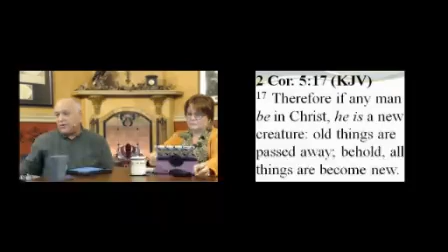 2 Cor. 5:17 (KJV)
17 Therefore if any man
be in Christ, he is a new
creature: old things are
passed away; behold, all
things are become new.